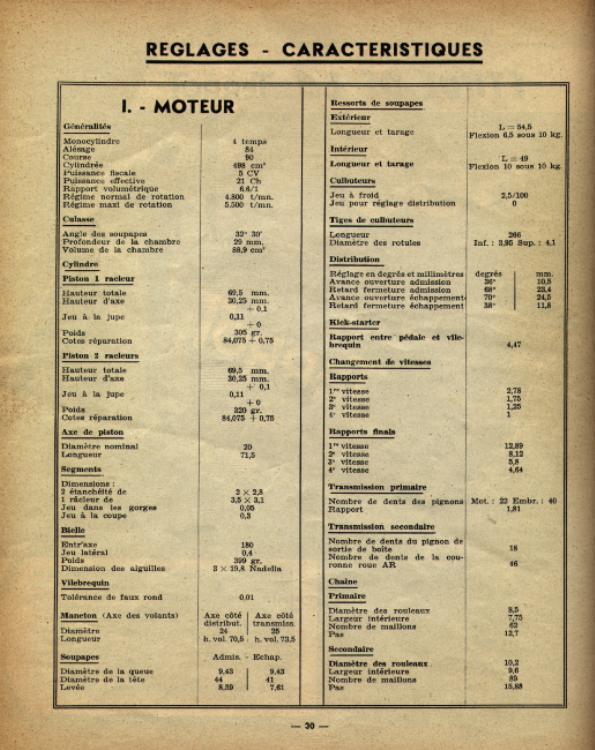 REGLAGES - CARACTERISTIQUES
I. - MOTEUR
Généralités
Monocylindre 4 temps
Alésage 84
Course 90
Cylindrée 498 cm³
Puissance fiscale 5 CV
Puissance effective 21 Ch
Rapport volumétrique 6,6/1
Régime normal de rotation 4.800 t/mn.
Régime maxi de rotation 5.500 t/mn.
Culasse
Angle des soupapes 32° 30'
Profondeur de la chambre 29 mm.
Volume de la chambre 88,9 cm³
Cylindre
Piston 1 racleur
Hauteur totale 69,5 mm.
Hauteur d'axe 30,25 mm.
+ 0,1
Jeu à la jupe 0,11
+ 0
Poids 305 gr.
Cotes réparation 84,075 + 0,75
Piston 2 racleurs
Hauteur totale 69,5 mm.
Hauteur d'axe 30,25 mm.
+ 0,1
Jeu à la jupe 0,11
+ 0
Poids 320 gr.
Cotes réparation 84,075 + 0,75
Axe de piston
Diamètre nominal 20
Longueur 71,5
Segments
Dimensions :
2 étanchéité de 2 × 2,8
1 râcleur de 3,5 × 3,1
Jeu dans les gorges 0,05
Jeu à la coupe 0,3
Bielle
Entr'axe 180
Jeu latéral 0,4
Poids 399 gr.
Dimension des aiguilles 3 × 19,8 Nadella
Vilebrequin
Tolérance de faux rond 0,01
Maneton (Axe des volants) Axe côté distribut. Axe côté transmission
Diamètre 24 25
Longueur h. vol. 70,5 h. vol. 73,5
Soupapes Admis. - Echap.
Diamètre de la queue 9,43 9,43
Diamètre de la tête 44 41
Levée 8,39 7,61
Ressorts de soupapes
Extérieur
L = 54,5
Longueur et tarage Flexion 6,5 sous 10 kg.
Intérieur
L = 49
Longueur et tarage Flexion 10 sous 10 kg.
Culbuteurs
Jeu à froid 2,5/100
Jeu pour réglage distribution 0
Tiges de culbuteurs
Longueur 266
Diamètre des rotules Inf. : 3,95 Sup. : 4,1
Distribution
Réglage en degrés et millimètres degrés mm.
Avance ouverture admission 36° 10,5
Retard fermeture admission 68° 23,4
Avance ouverture échappement 70° 24,5
Retard fermeture échappement 38° 11,8
Kick-starter
Rapport entre pédale et vile-
brequin 4,47
Changement de vitesses
Rapports
1re vitesse 2,78
2e vitesse 1,75
3e vitesse 1,25
4e vitesse 1
Rapports finals
1re vitesse 12,89
2e vitesse 8,12
3e vitesse 5,8
4e vitesse 4,64
Transmission primaire
Nombre de dents des pignons Mot. : 22 Embr. : 40
Rapport 1,81
Transmission secondaire
Nombre de dents du pignon de
sortie de boîte 18
Nombre de dents de la cou-
ronne roue AR 46
Chaîne
Primaire
Diamètre des rouleaux 8,5
Largeur intérieure 7,75
Nombre de maillons 62
Pas 12,7
Secondaire
Diamètre des rouleaux 10,2
Largeur intérieure 9,6
Nombre de maillons 89
Pas 15,88
— 30 —